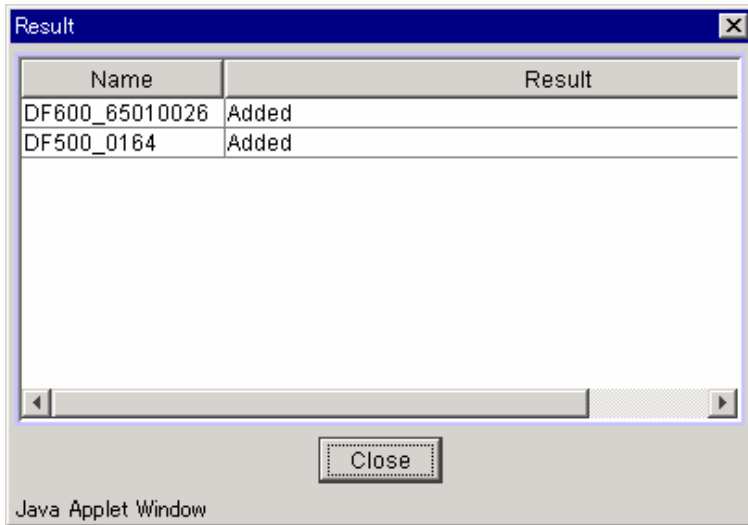 Result
Name Result
DF600_65010026 Added
DF500_0164 Added
Close
Java Applet Window